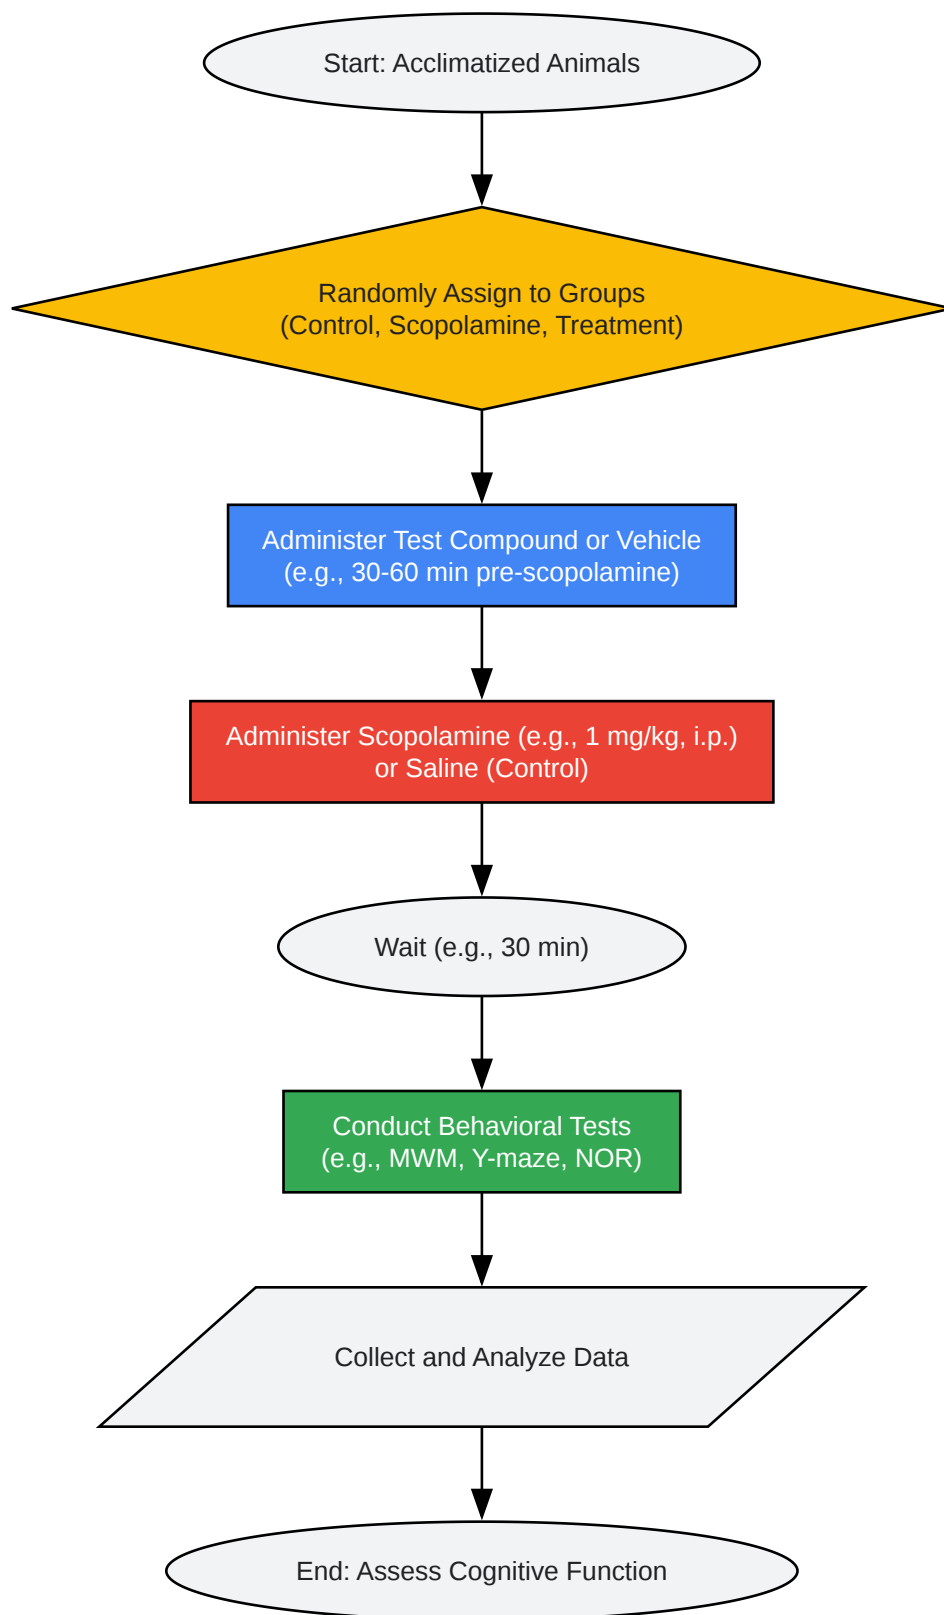 Start: Acclimatized Animals
Randomly Assign to Groups
(Control, Scopolamine, Treatment)
Administer Test Compound or Vehicle
(e.g., 30-60 min pre-scopolamine)
Administer Scopolamine (e.g., 1 mg/kg, i.p.)
or Saline (Control)
Wait (e.g., 30 min)
Conduct Behavioral Tests
(e.g., MWM, Y-maze, NOR)
Collect and Analyze Data
End: Assess Cognitive Function